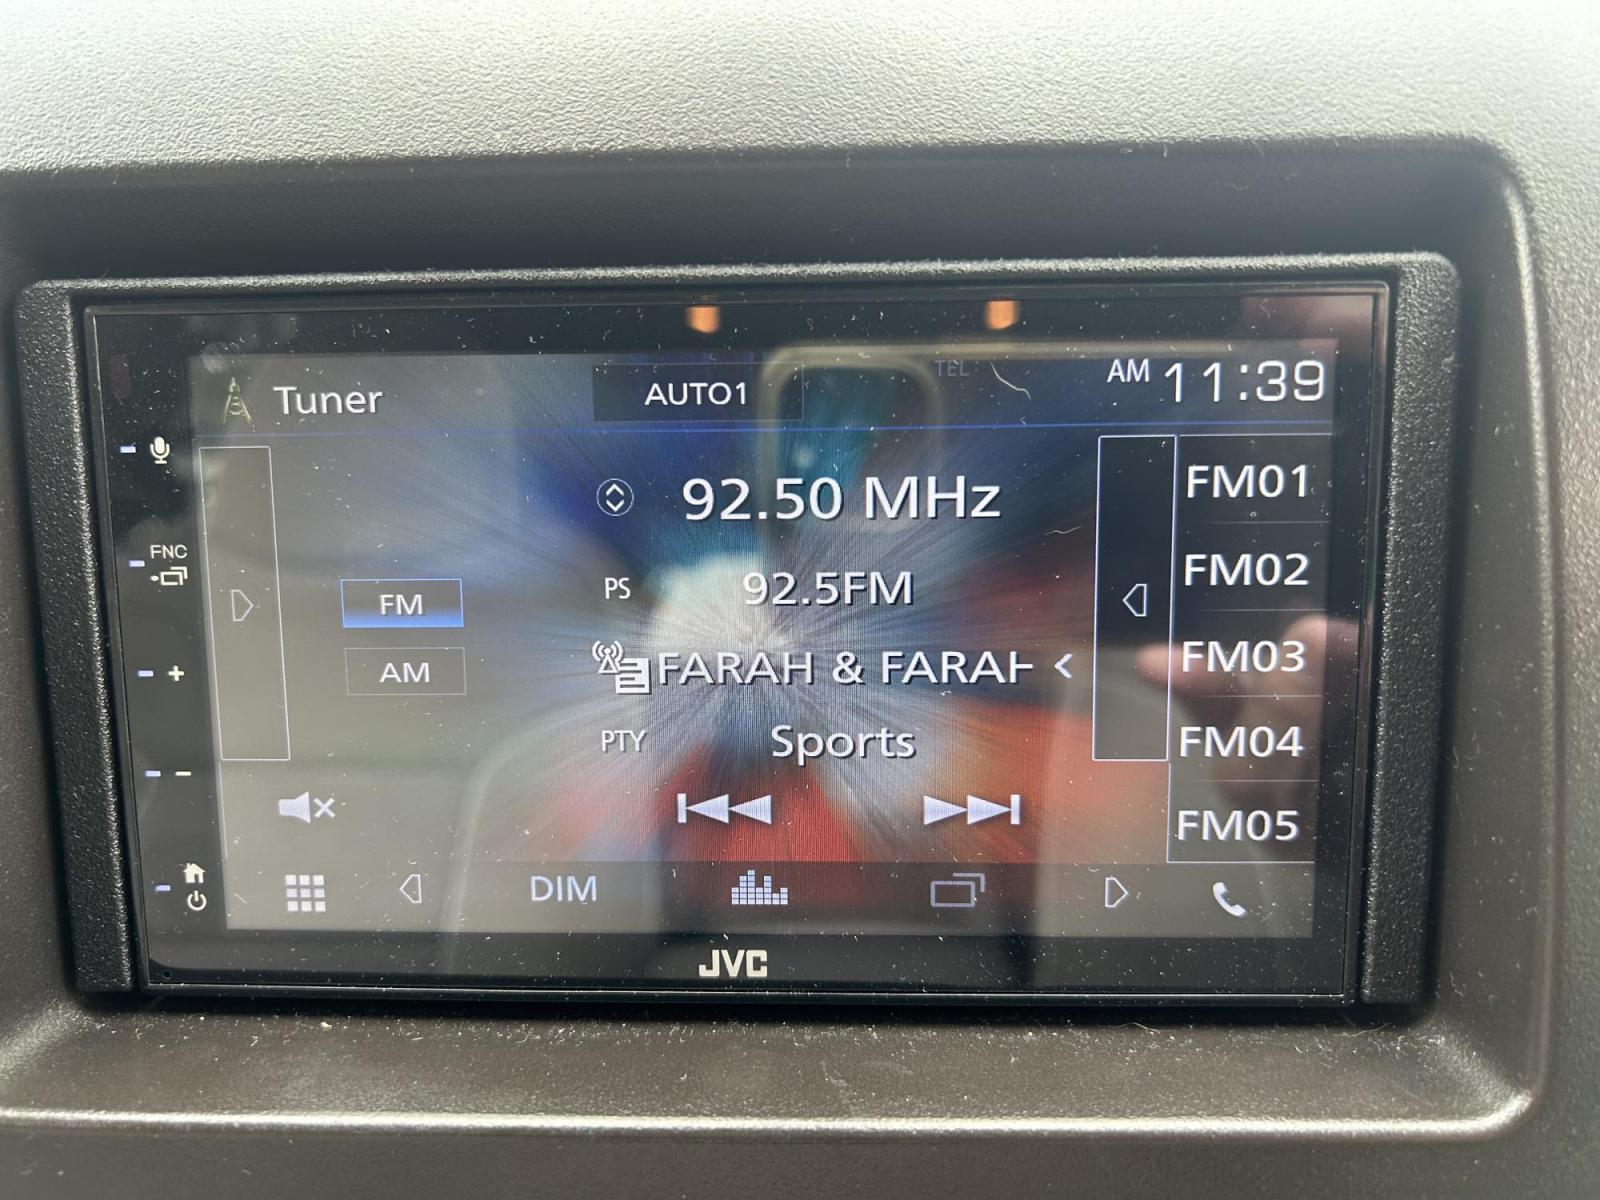 Tuner
AUTO1
TEL
AM 11:39
FNC
92.50 MHz
PS 92.5FM
FM
AM
FARAH & FARAH
PTY Sports
FM01
FM02
FM03
FM04
FM05
DIM
JVC